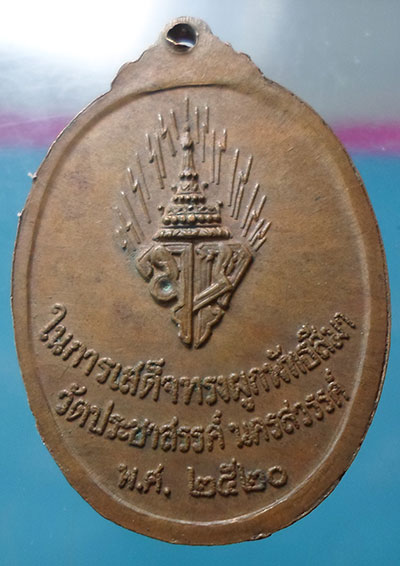 ในการเสด็จทรงผูกพัทธสีมา
วัดประชาสรรค์ นครสวรรค์
พ.ศ. ๒๕๒๐